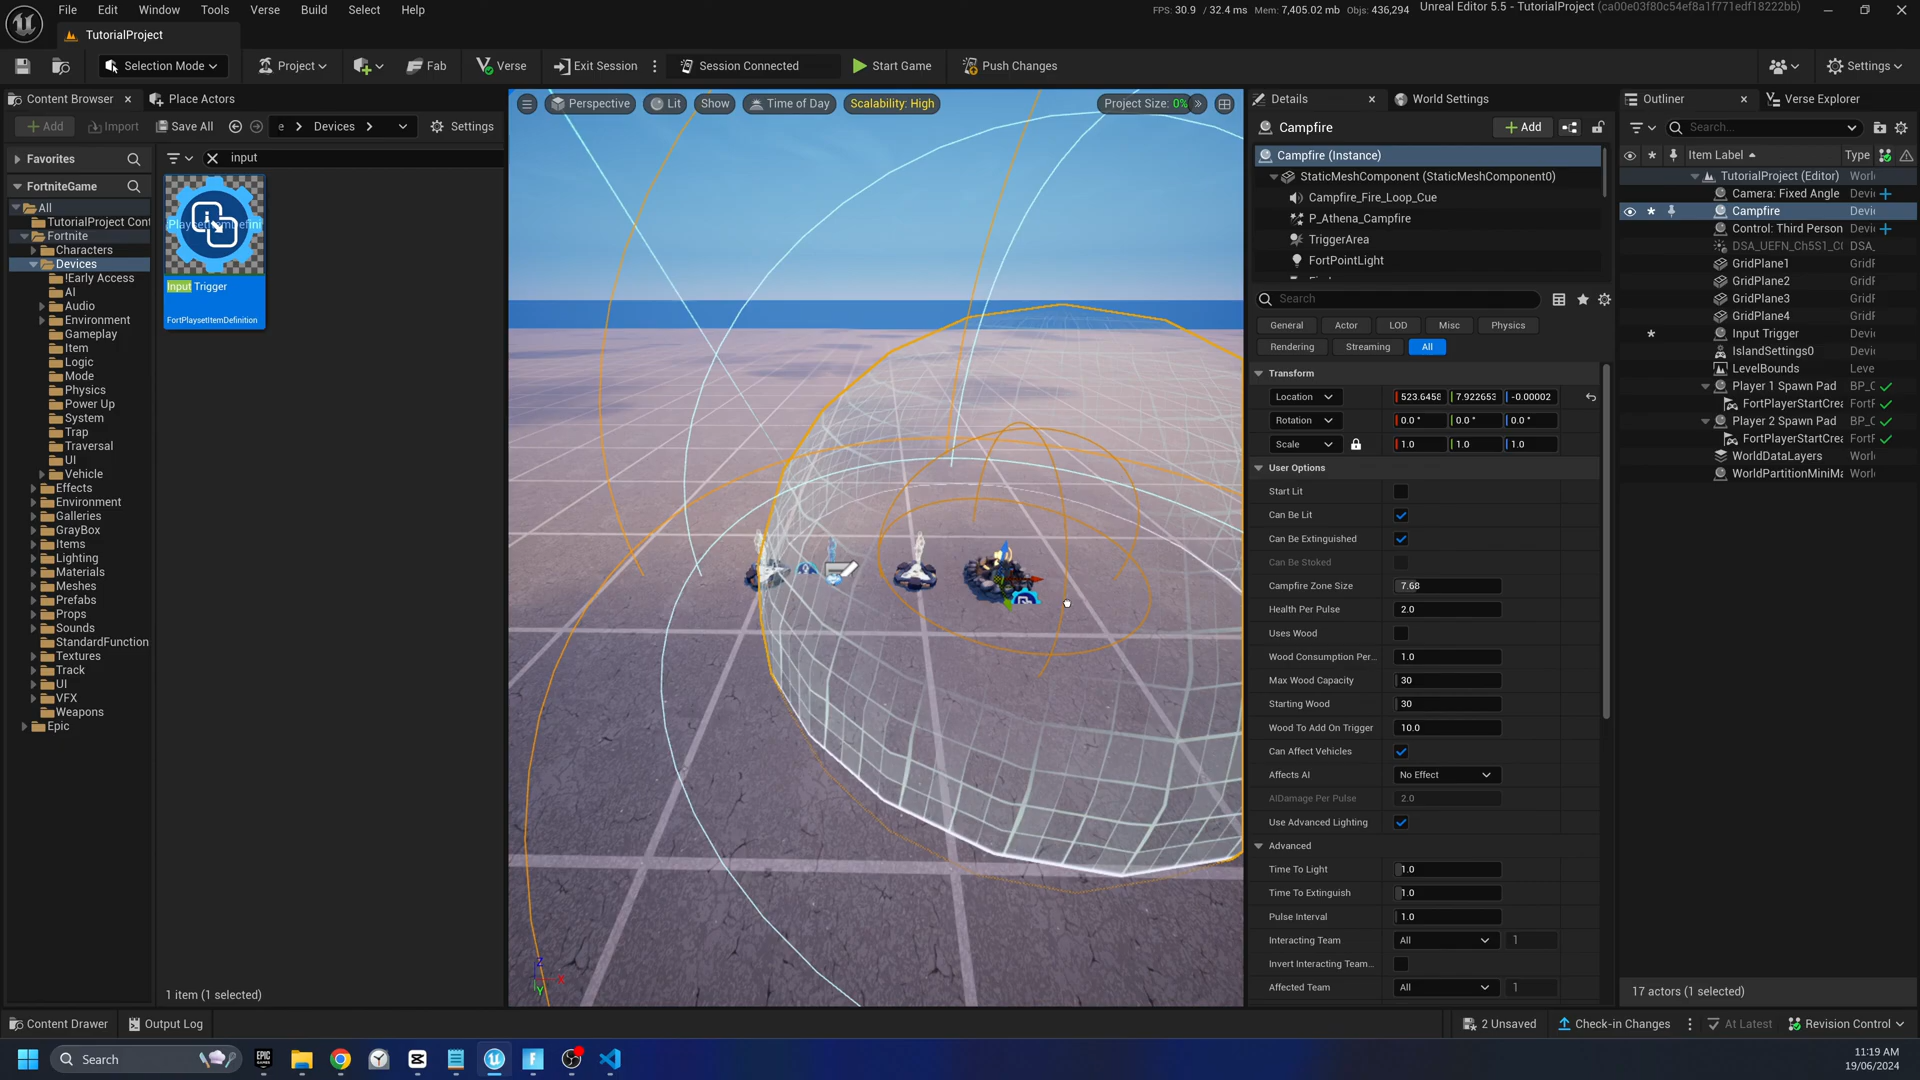 File Edit Window Tools Verse Build Select Help
FPS: 30.9 / 32.4 ms Mem: 7,405.02 mb Objs: 436,294 Unreal Editor 5.5 - TutorialProject (ca00e03f80c54ef8a1f771edf18222bb)
TutorialProject
Selection Mode Project Fab Verse Exit Session Session Connected Start Game Push Changes Settings
Content Browser Place Actors
Add Import Save All e Devices Settings
Favorites
input
FortniteGame
All
TutorialProject Cont
Fortnite
Characters
Devices
!Early Access
AI
Audio
Environment
Gameplay
Item
Logic
Mode
Physics
Power Up
System
Trap
Traversal
UI
Vehicle
Effects
Environment
Galleries
GrayBox
Items
Lighting
Materials
Meshes
Prefabs
Props
Sounds
StandardFunction
Textures
Track
UI
VFX
Weapons
Epic
Input Trigger
FortPlaysetItemDefinition
1 item (1 selected)
Perspective Lit Show Time of Day Scalability: High Project Size: 0%
Z
Y
Details World Settings
Campfire Add
Campfire (Instance)
StaticMeshComponent (StaticMeshComponent0)
Campfire_Fire_Loop_Cue
P_Athena_Campfire
TriggerArea
FortPointLight
Search
General Actor LOD Misc Physics
Rendering Streaming All
Transform
Location 523.6458 7.922653 -0.00002
Rotation 0.0° 0.0° 0.0°
Scale 1.0 1.0 1.0
User Options
Start Lit
Can Be Lit
Can Be Extinguished
Can Be Stoked
Campfire Zone Size 7.68
Health Per Pulse 2.0
Uses Wood
Wood Consumption Per... 1.0
Max Wood Capacity 30
Starting Wood 30
Wood To Add On Trigger 10.0
Can Affect Vehicles
Affects AI No Effect
AIDamage Per Pulse 2.0
Use Advanced Lighting
Advanced
Time To Light 1.0
Time To Extinguish 1.0
Pulse Interval 1.0
Interacting Team All 1
Invert Interacting Team...
Affected Team All 1
Outliner Verse Explorer
Search...
Item Label Type
TutorialProject (Editor) Worl
Camera: Fixed Angle Devi
Campfire Devi
Control: Third Person Devi
DSA_UEFN_Ch5S1_C( DSA_
GridPlane1 GridF
GridPlane2 GridF
GridPlane3 GridF
GridPlane4 GridF
Input Trigger Devi
IslandSettings0 Devi
LevelBounds Leve
Player 1 Spawn Pad BP_C
FortPlayerStartCrea FortF
Player 2 Spawn Pad BP_C
FortPlayerStartCrea FortF
WorldDataLayers Worl
WorldPartitionMiniMa Worl
17 actors (1 selected)
Content Drawer Output Log 2 Unsaved Check-in Changes At Latest Revision Control
Search
EPIC
11:19 AM
19/06/2024